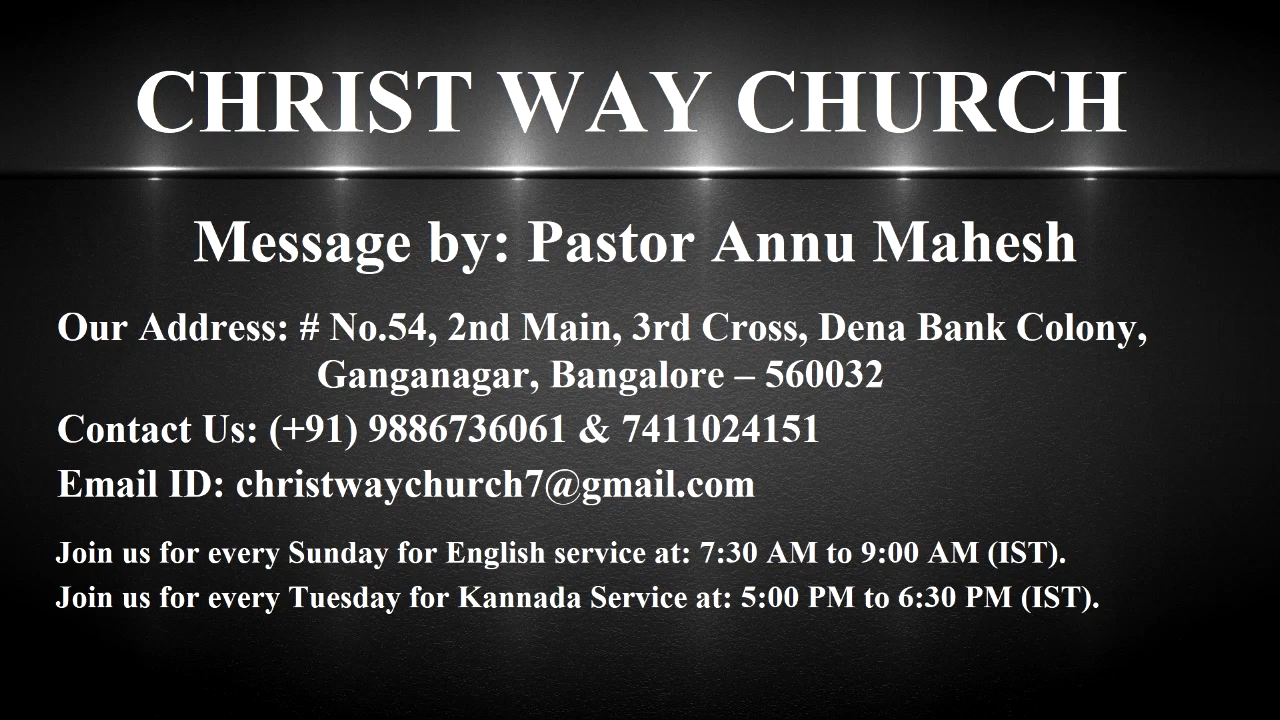 CHRIST WAY CHURCH
Message by: Pastor Annu Mahesh
Our Address: # No.54, 2nd Main, 3rd Cross, Dena Bank Colony,
Ganganagar, Bangalore – 560032
Contact Us: (+91) 9886736061 & 7411024151
Email ID: christwaychurch7@gmail.com
Join us for every Sunday for English service at: 7:30 AM to 9:00 AM (IST).
Join us for every Tuesday for Kannada Service at: 5:00 PM to 6:30 PM (IST).